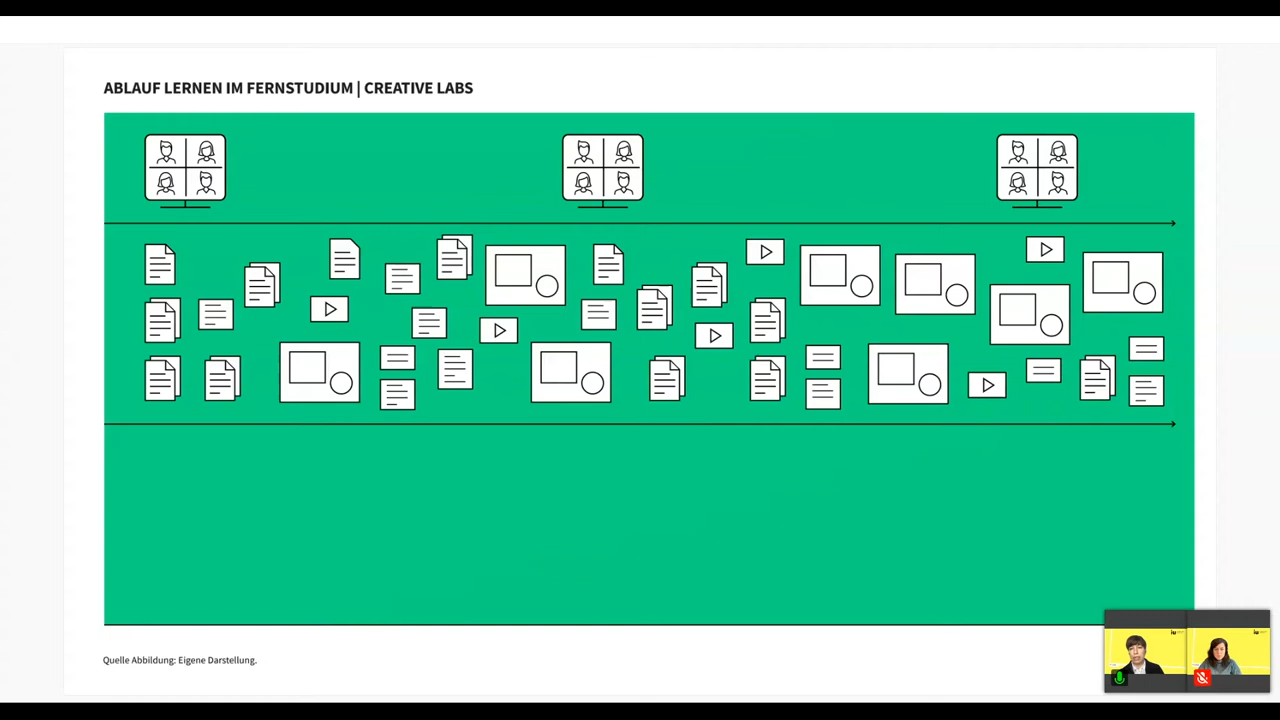 ABLAUF LERNEN IM FERNSTUDIUM | CREATIVE LABS
Quelle Abbildung: Eigene Darstellung.